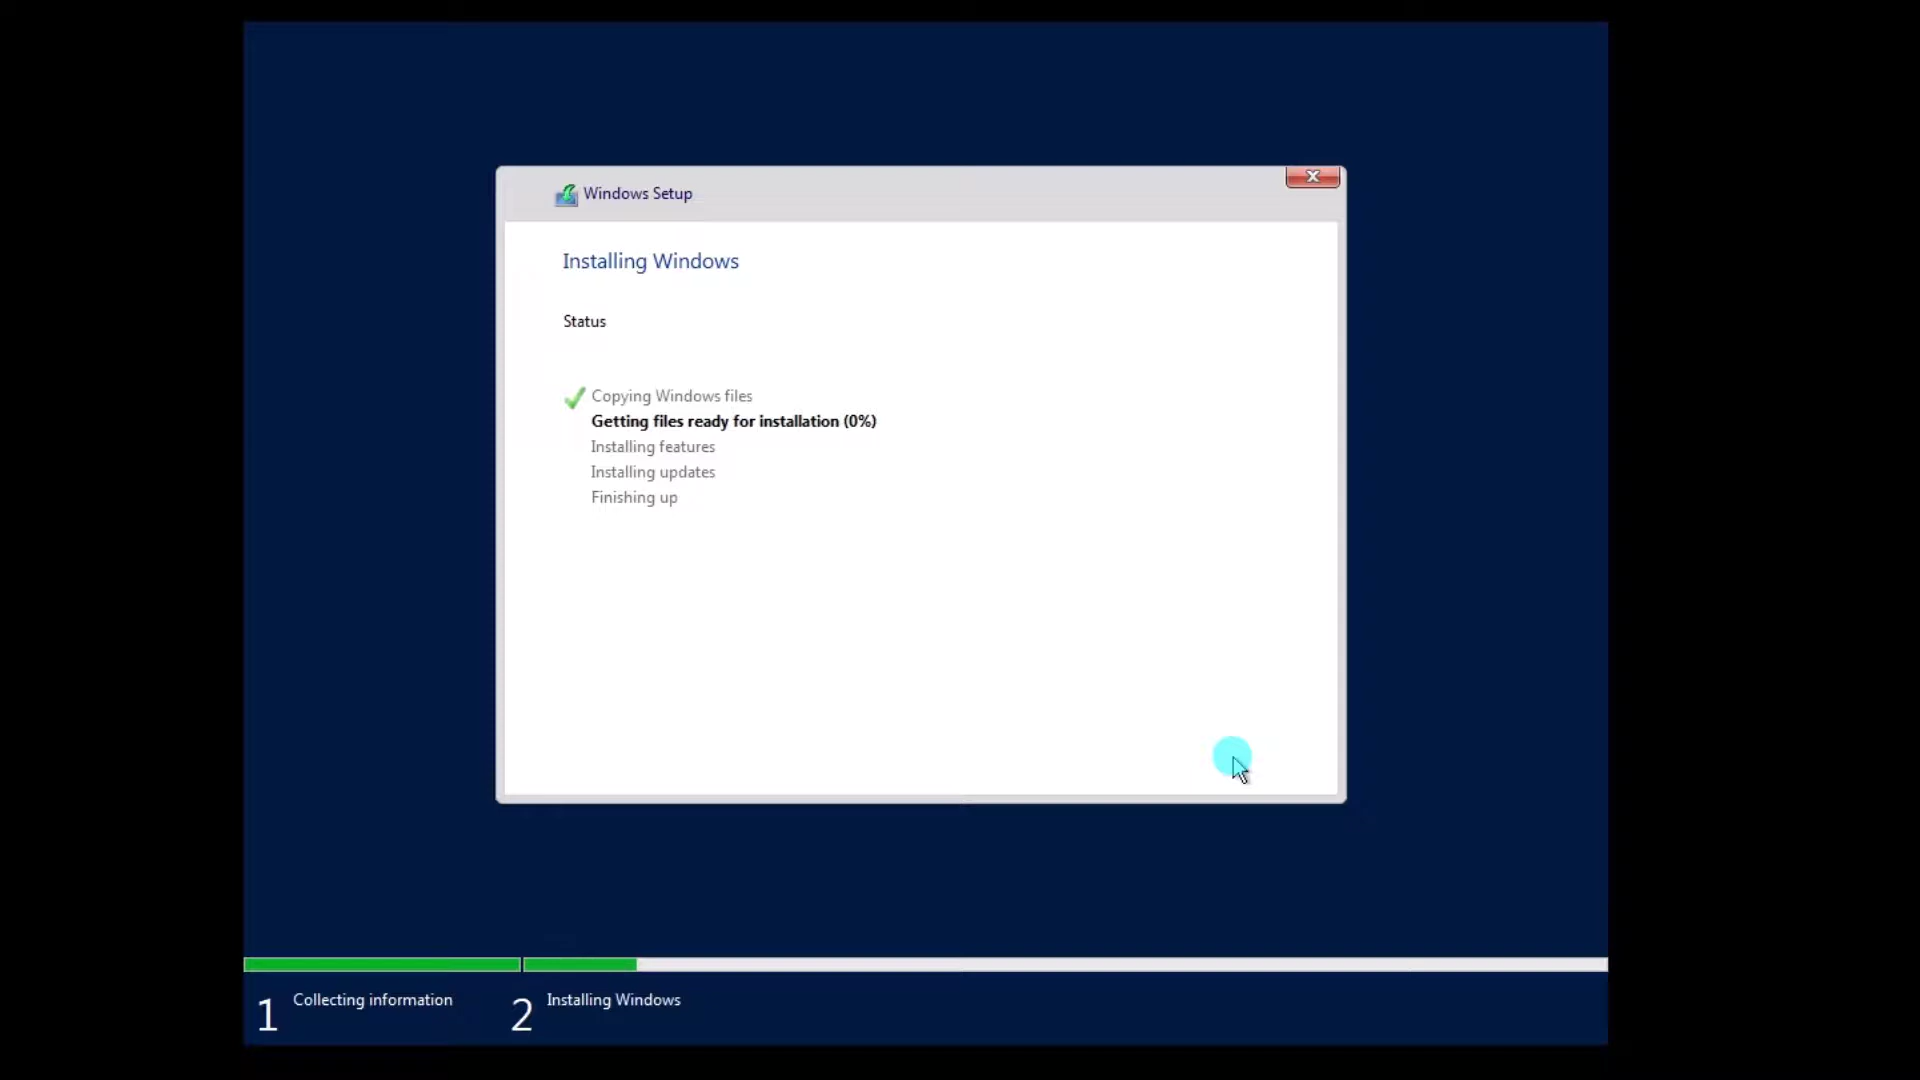 Windows Setup
Installing Windows
Status
Copying Windows files
Getting files ready for installation (0%)
Installing features
Installing updates
Finishing up
1 Collecting information
2 Installing Windows